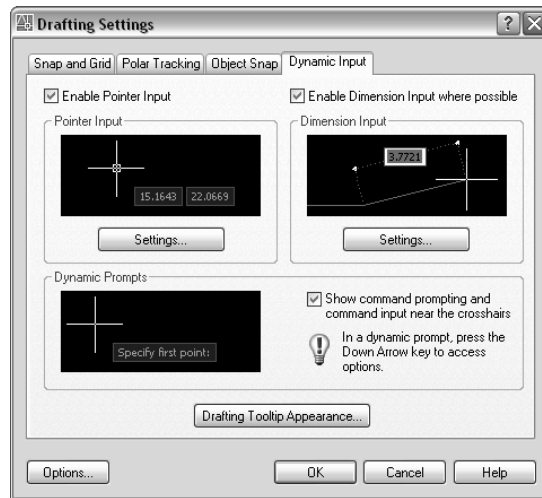 Drafting Settings
Snap and Grid
Polar Tracking
Object Snap
Dynamic Input
Enable Pointer Input
Enable Dimension Input where possible
Pointer Input
15.1643 22.0669
Settings...
Dimension Input
3.7721
Settings...
Dynamic Prompts
Specify first point:
Show command prompting and
command input near the crosshairs
In a dynamic prompt, press the
Down Arrow key to access
options.
Drafting Tooltip Appearance...
Options...
OK
Cancel
Help